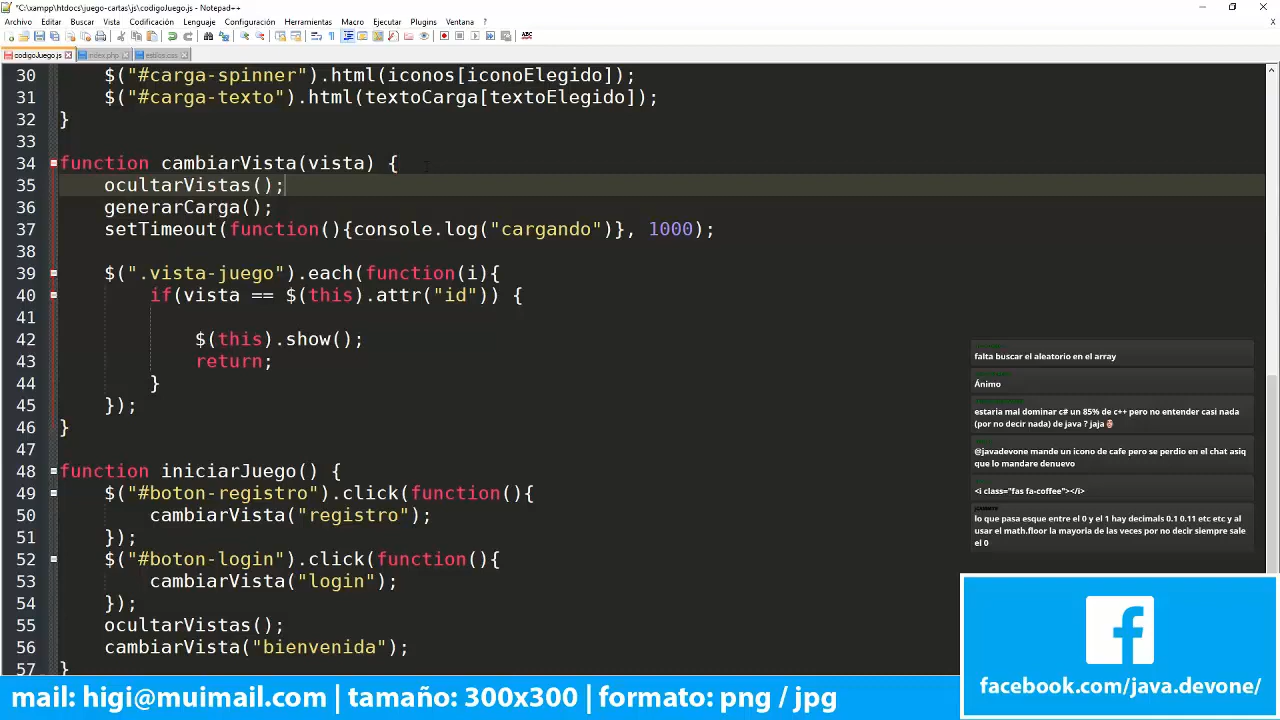 *C:\xampp\htdocs\juego-cartas\js\codigoJuego.js - Notepad++
Archivo Editar Buscar Vista Codificación Lenguaje Configuración Herramientas Macro Ejecutar Plugins Ventana ?
codigoJuego.js index.php estilos.css
30 $("#carga-spinner").html(iconos[iconoElegido]);
31 $("#carga-texto").html(textoCarga[textoElegido]);
32 }
33
34 function cambiarVista(vista) {
35 ocultarVistas();
36 generarCarga();
37 setTimeout(function(){console.log("cargando")}, 1000);
38
39 $(".vista-juego").each(function(i){
40 if(vista == $(this).attr("id")) {
41
42 $(this).show();
43 return;
44 }
45 });
46 }
47
48 function iniciarJuego() {
49 $("#boton-registro").click(function(){
50 cambiarVista("registro");
51 });
52 $("#boton-login").click(function(){
53 cambiarVista("login");
54 });
55 ocultarVistas();
56 cambiarVista("bienvenida");
57 }
falta buscar el aleatorio en el array
Ánimo
estaria mal dominar c# un 85% de c++ pero no entender casi nada
(por no decir nada) de java ? jaja
@javadevone mande un icono de cafe pero se perdio en el chat asiq
que lo mandare denuevo
<i class="fas fa-coffee"></i>
lo que pasa esque entre el 0 y el 1 hay decimals 0.1 0.11 etc etc y al
usar el math.floor la mayoria de las veces por no decir siempre sale
el 0
facebook.com/java.devone/
mail: higi@muimail.com | tamaño: 300x300 | formato: png / jpg